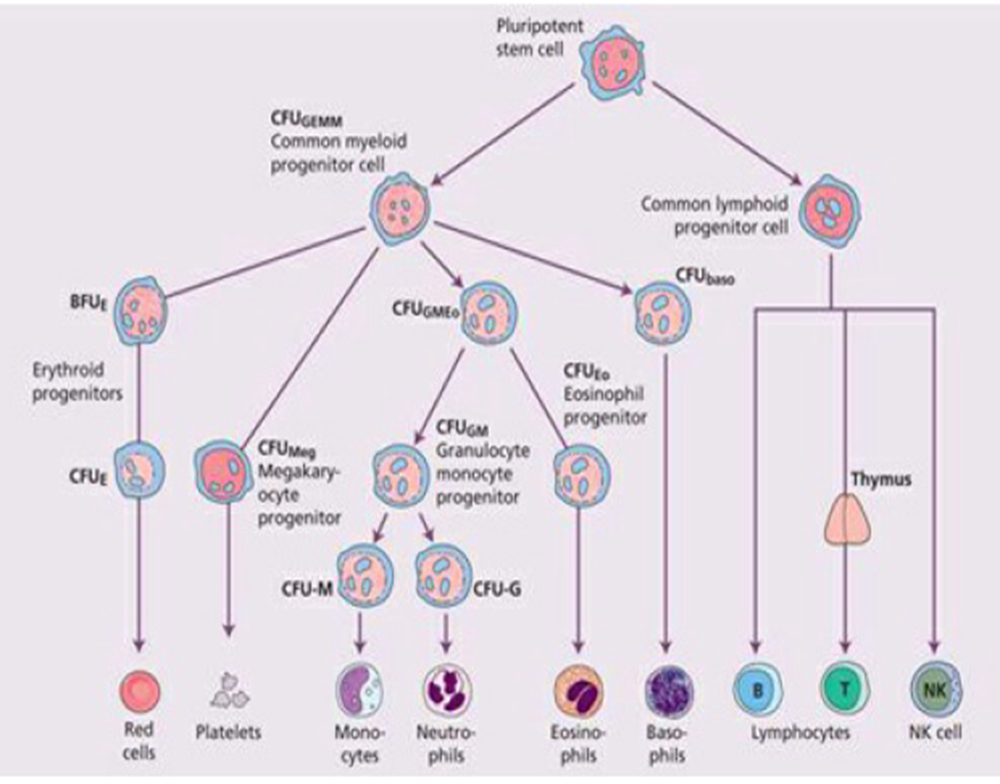 Pluripotent
stem cell
CFUGEMM
Common myeloid
progenitor cell
Common lymphoid
progenitor cell
CFUbaso
BFUE
CFUGMEo
Erythroid
progenitors
CFUEo
Eosinophil
progenitor
CFUGM
Granulocyte
monocyte
progenitor
CFUMeg
Megakary-
ocyte
progenitor
CFUE
Thymus
CFU-M
CFU-G
B
T
NK
Red
cells
Platelets
Mono-
cytes
Neutro-
phils
Eosino-
phils
Baso-
phils
Lymphocytes
NK cell